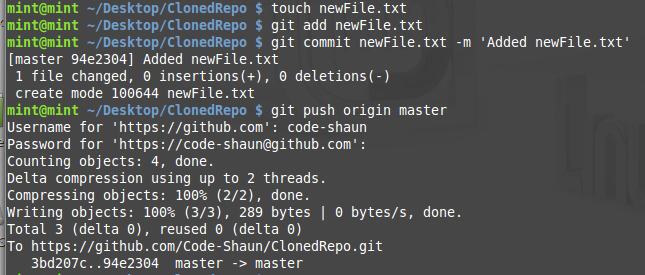 mint@mint ~/Desktop/ClonedRepo $ touch newFile.txt
mint@mint ~/Desktop/ClonedRepo $ git add newFile.txt
mint@mint ~/Desktop/ClonedRepo $ git commit newFile.txt -m 'Added newFile.txt'
[master 94e2304] Added newFile.txt
 1 file changed, 0 insertions(+), 0 deletions(-)
 create mode 100644 newFile.txt
mint@mint ~/Desktop/ClonedRepo $ git push origin master
Username for 'https://github.com': code-shaun
Password for 'https://code-shaun@github.com':
Counting objects: 4, done.
Delta compression using up to 2 threads.
Compressing objects: 100% (2/2), done.
Writing objects: 100% (3/3), 289 bytes | 0 bytes/s, done.
Total 3 (delta 0), reused 0 (delta 0)
To https://github.com/Code-Shaun/ClonedRepo.git
   3bd207c..94e2304  master -> master